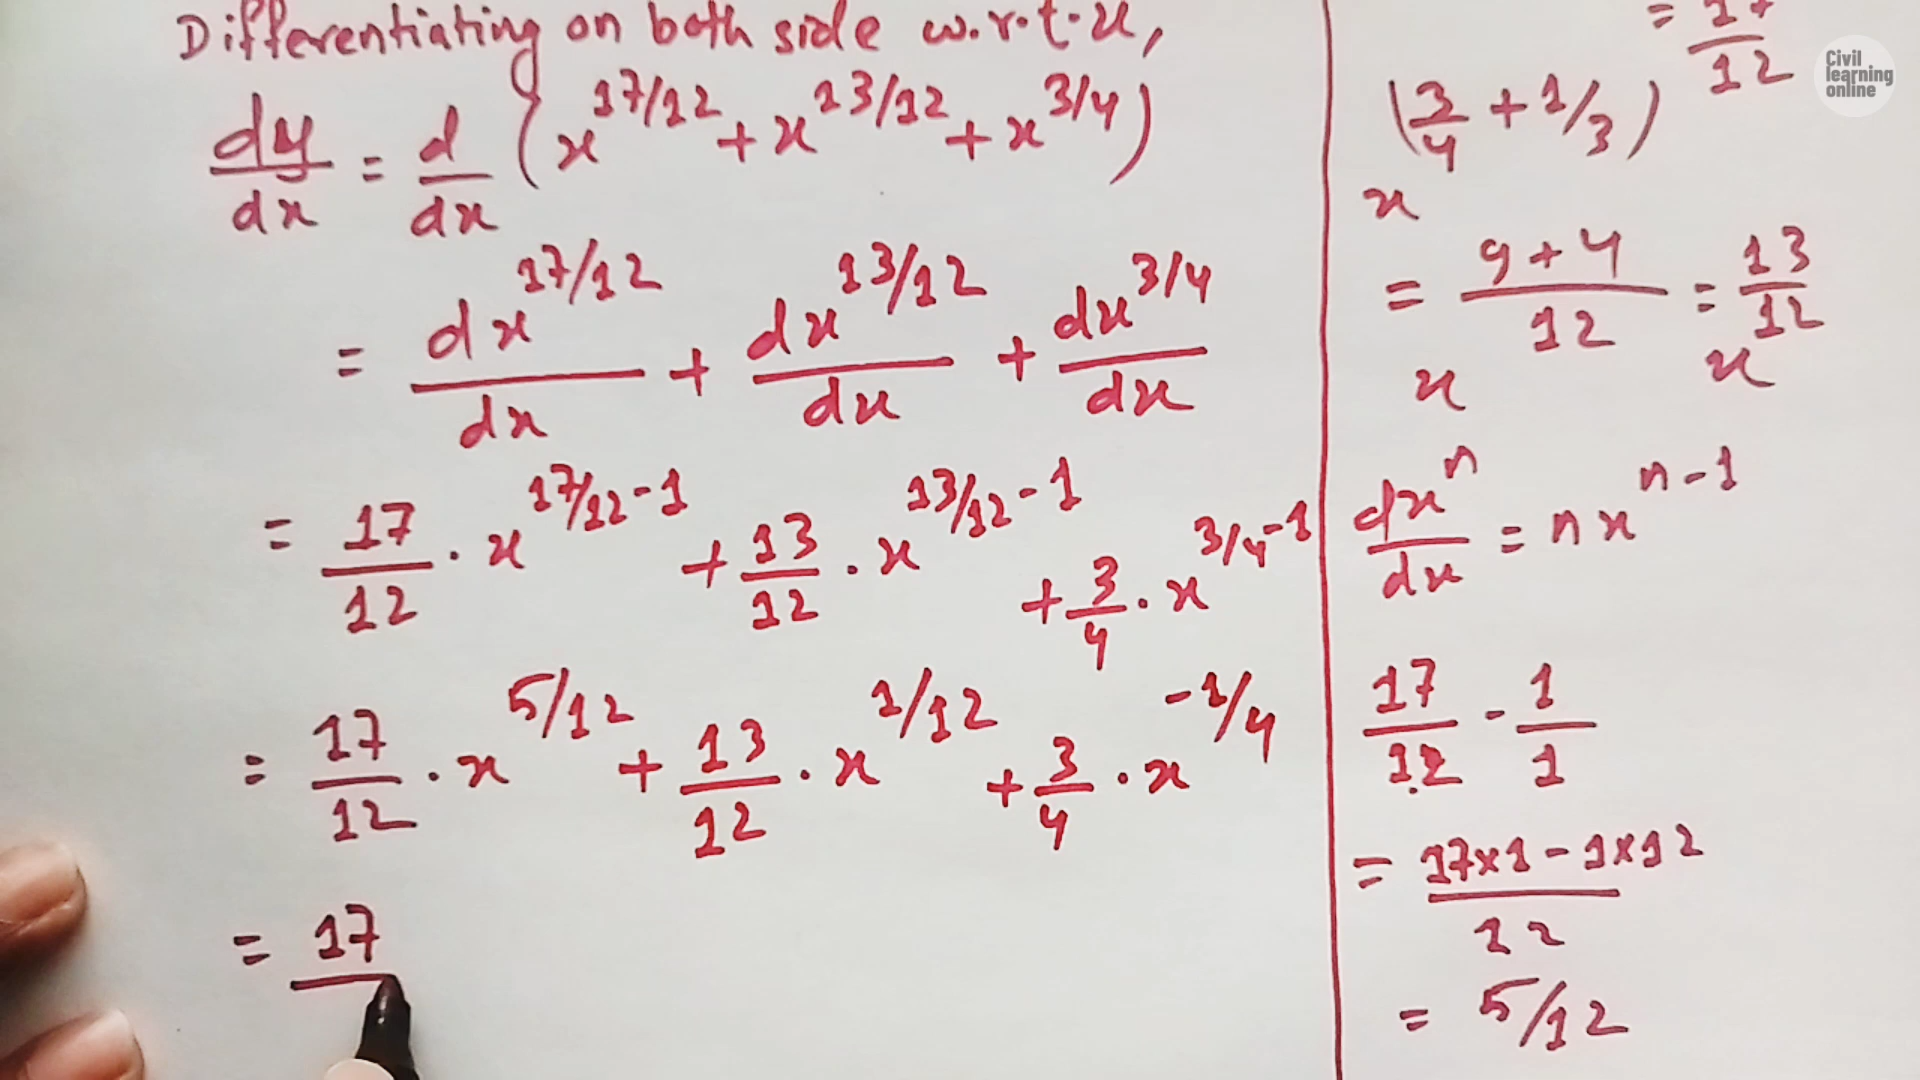 Differentiating on both side w.r.t. x,
dy/dx = d/dx (x^17/12 + x^13/12 + x^3/4)
= dx^17/12 / dx + dx^13/12 / dx + dx^3/4 / dx
= 17/12 · x^17/12-1 + 13/12 · x^13/12-1 + 3/4 · x^3/4-1
= 17/12 · x^5/12 + 13/12 · x^1/12 + 3/4 · x^-1/4
= 17
= 17/12
x^(3/4 + 1/3)
= x^9+4/12 = x^13/12
dx^n/dx = nx^n-1
17/12 - 1/1
= 17x1-1x12/12
= 5/12
Civil
learning
online